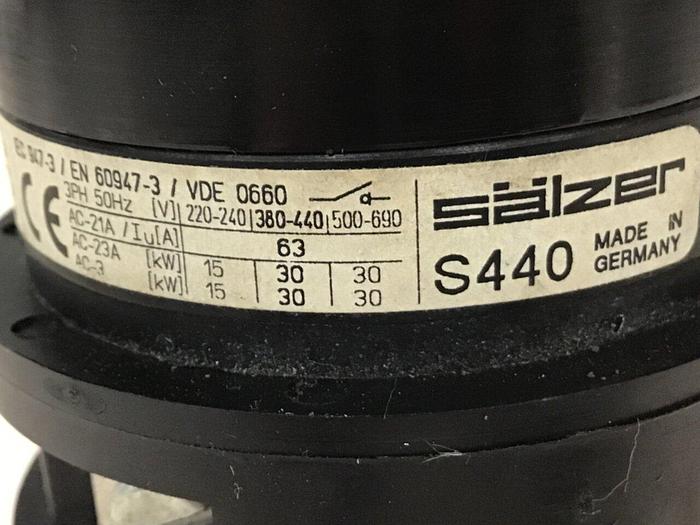 IEC 947-3 / EN 60947-3 / VDE 0660
3PH 50Hz [V] 220-240 380-440 500-690
AC-21A / Iu[A] 63
AC-23A [kW] 15 30 30
AC-3 [kW] 15 30 30
CE
sälzer
S440
MADE IN
GERMANY